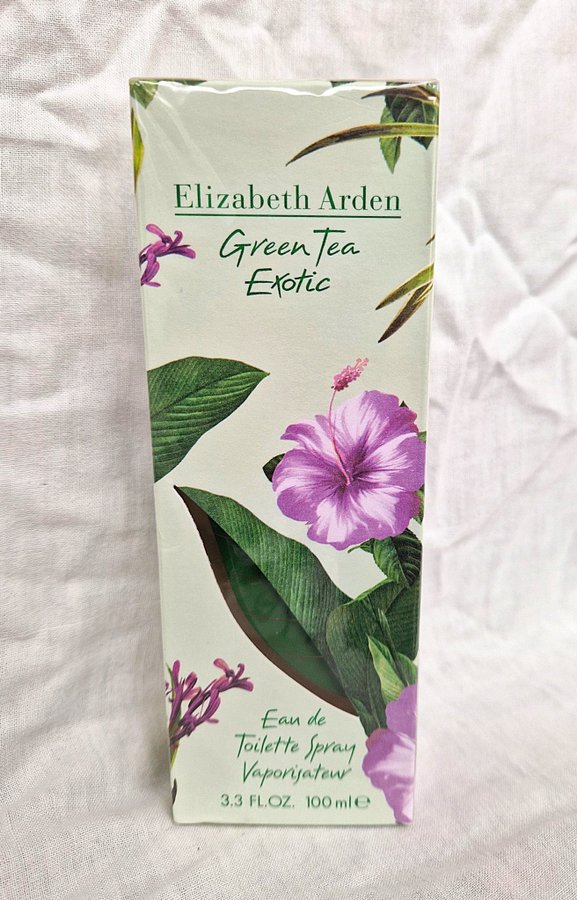 Elizabeth Arden
Green Tea
Exotic
Eau de
Toilette Spray
Vaporisateur
3.3 FL.OZ. 100 ml ℮